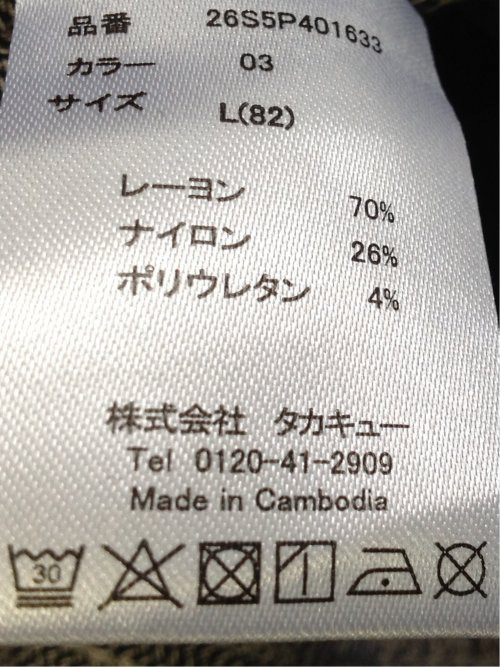 品番 26S5P401633
カラー 03
サイズ L(82)
レーヨン 70%
ナイロン 26%
ポリウレタン 4%
株式会社 タカキュー
Tel 0120-41-2909
Made in Cambodia
30